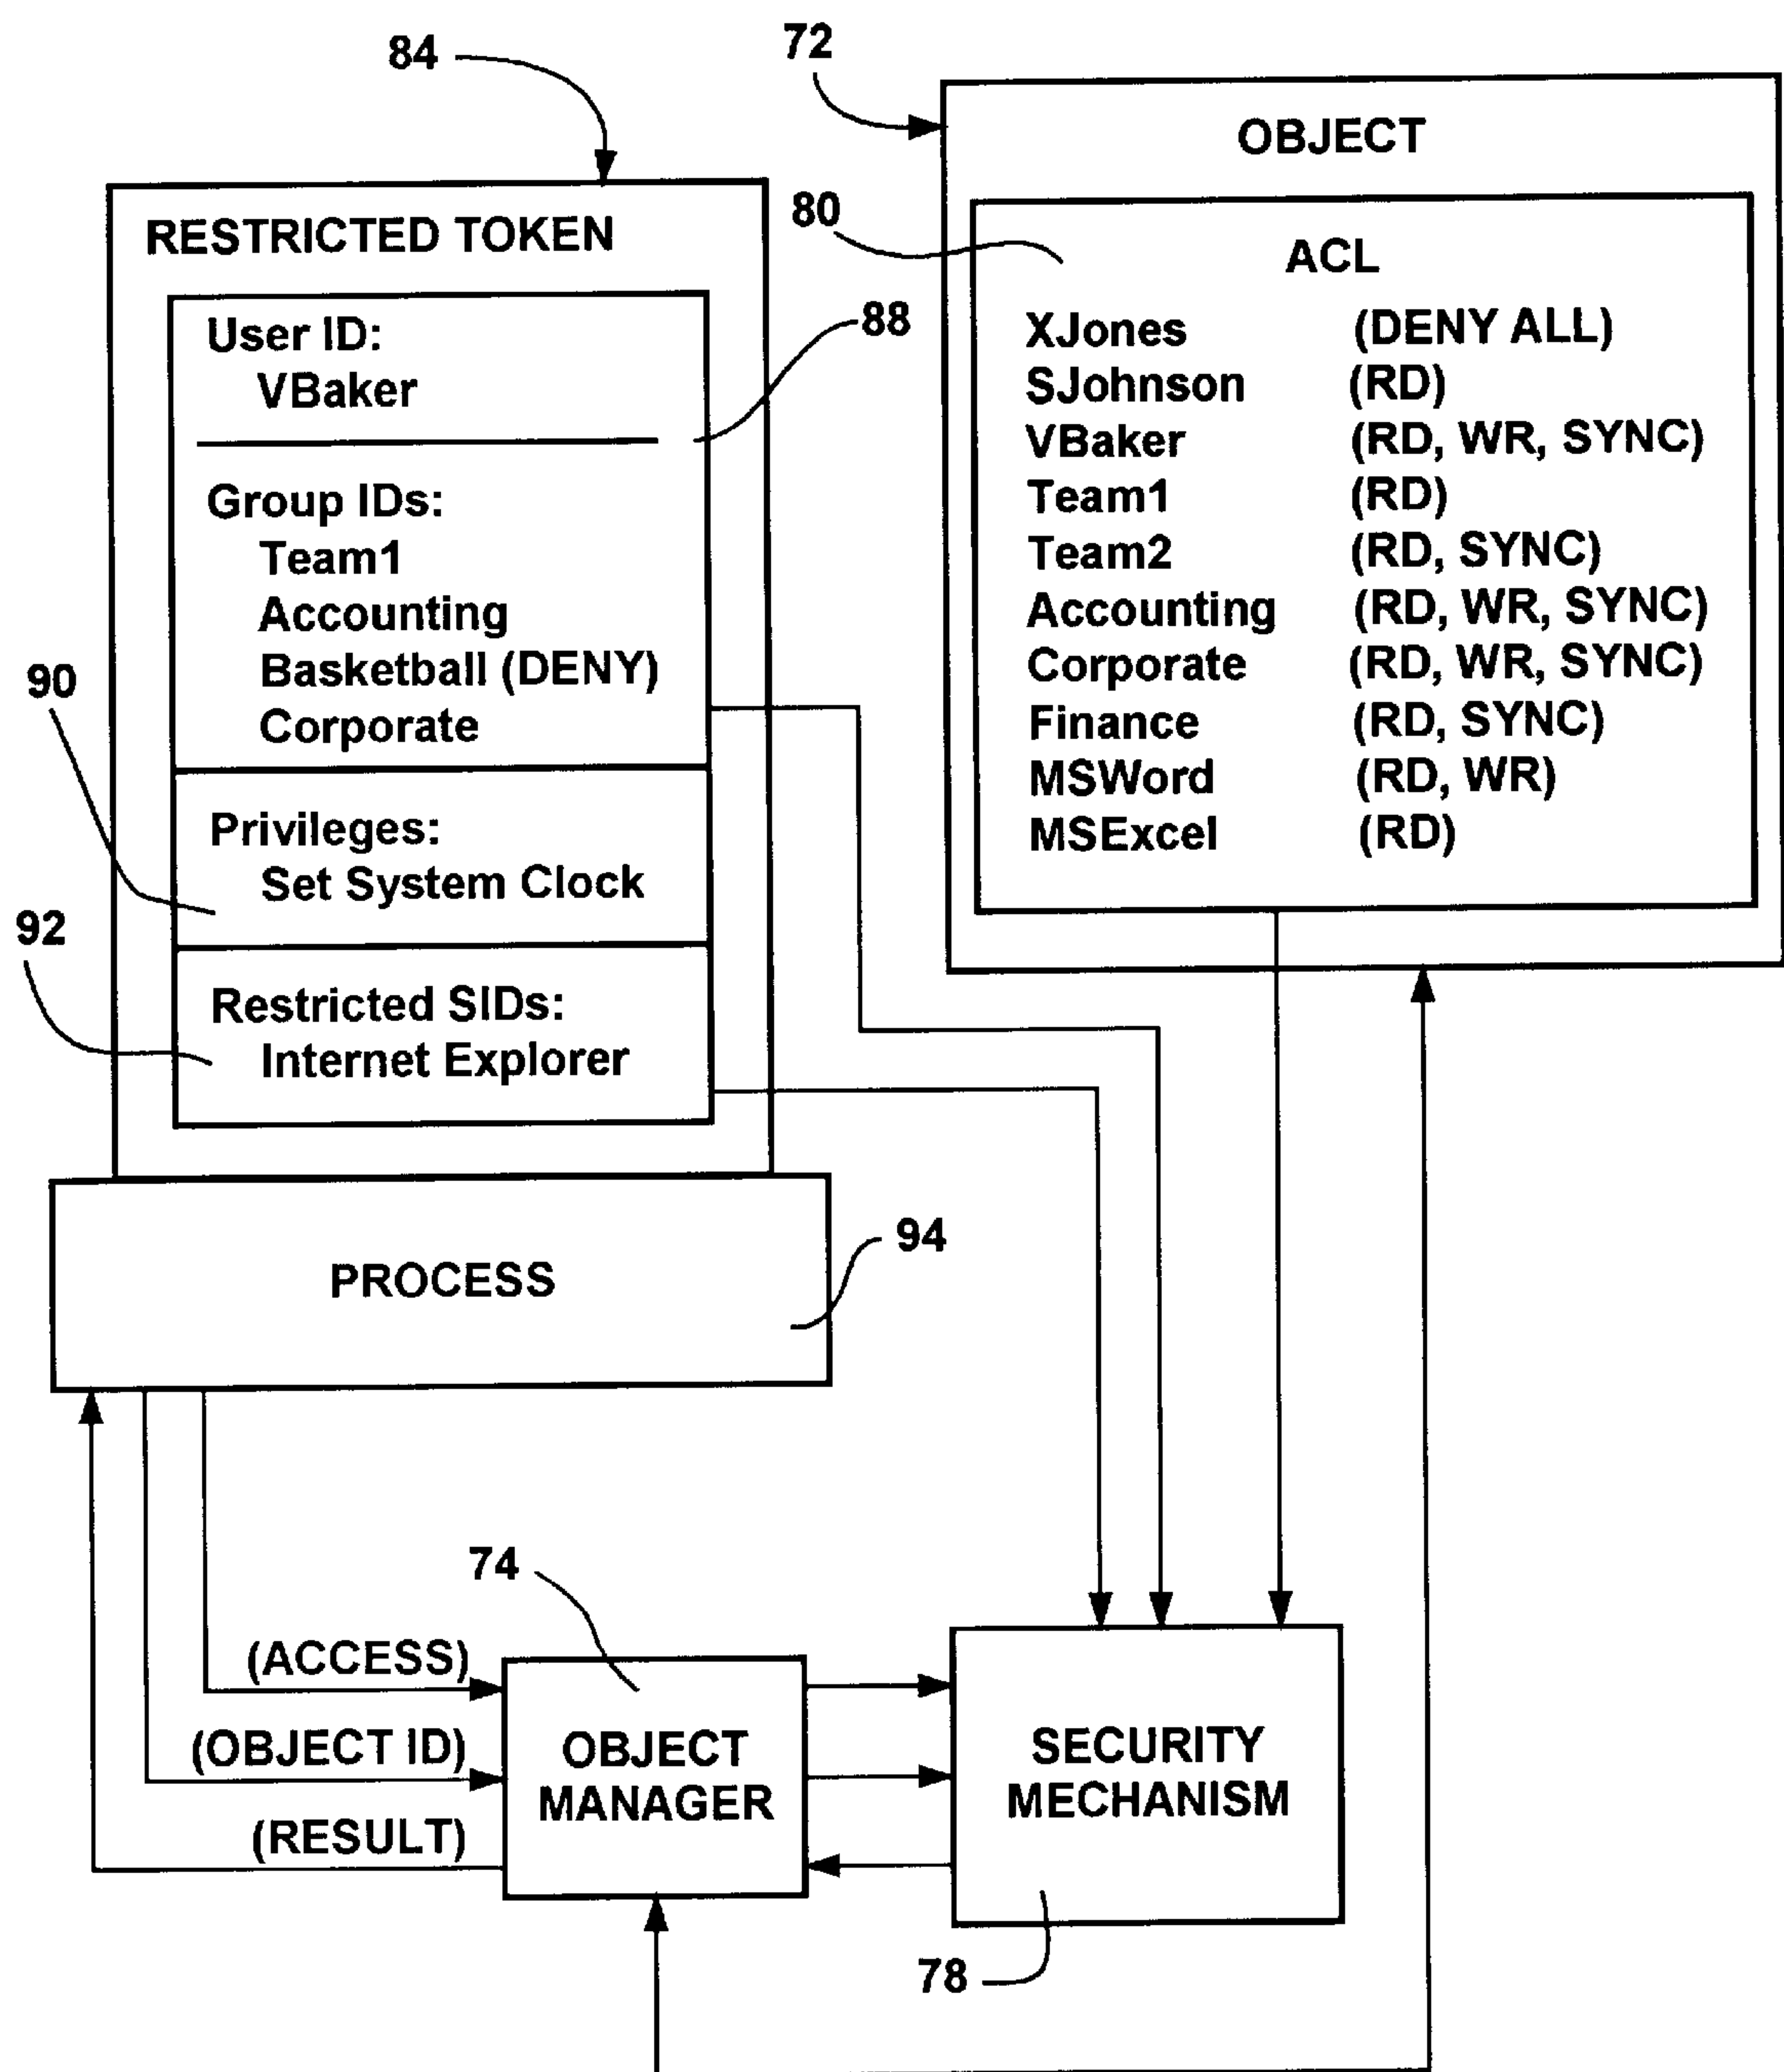 84
72
OBJECT
RESTRICTED TOKEN
80
ACL
User ID:
VBaker
88
Group IDs:
Team1
Accounting
Basketball (DENY)
Corporate
90
Privileges:
Set System Clock
92
Restricted SIDs:
Internet Explorer
XJones (DENY ALL)
SJohnson (RD)
VBaker (RD, WR, SYNC)
Team1 (RD)
Team2 (RD, SYNC)
Accounting (RD, WR, SYNC)
Corporate (RD, WR, SYNC)
Finance (RD, SYNC)
MSWord (RD, WR)
MSExcel (RD)
PROCESS
94
74
(ACCESS)
(OBJECT ID)
(RESULT)
OBJECT
MANAGER
SECURITY
MECHANISM
78